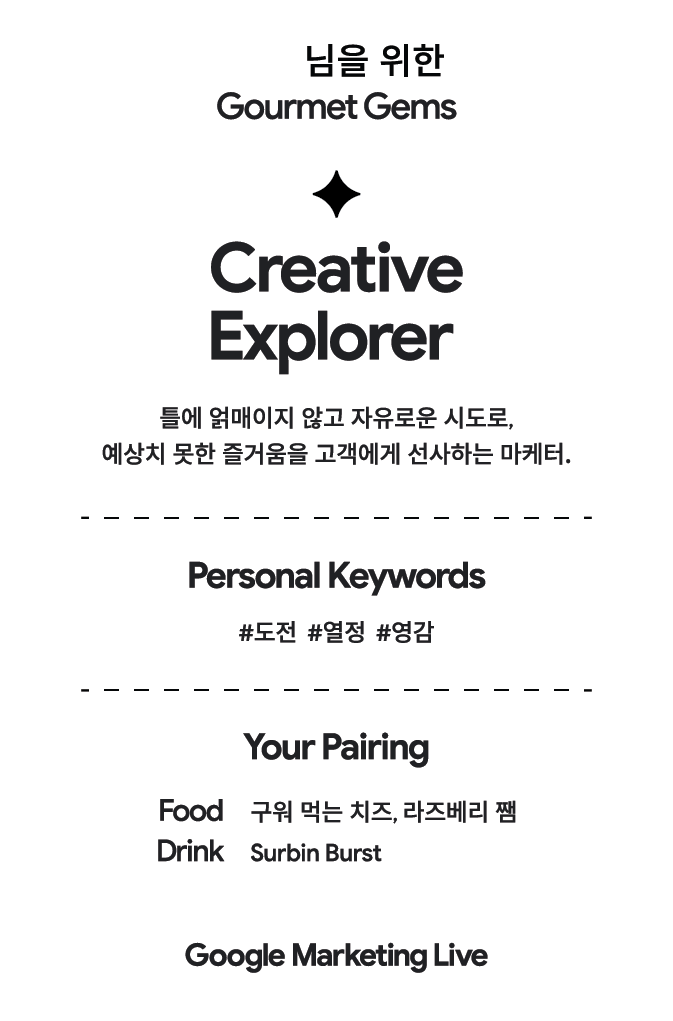 님을 위한
Gourmet Gems
Creative
Explorer
틀에 얽매이지 않고 자유로운 시도로,
예상치 못한 즐거움을 고객에게 선사하는 마케터.
Personal Keywords
#도전 #열정 #영감
Your Pairing
Food 구워 먹는 치즈, 라즈베리 쨈
Drink Surbin Burst
Google Marketing Live